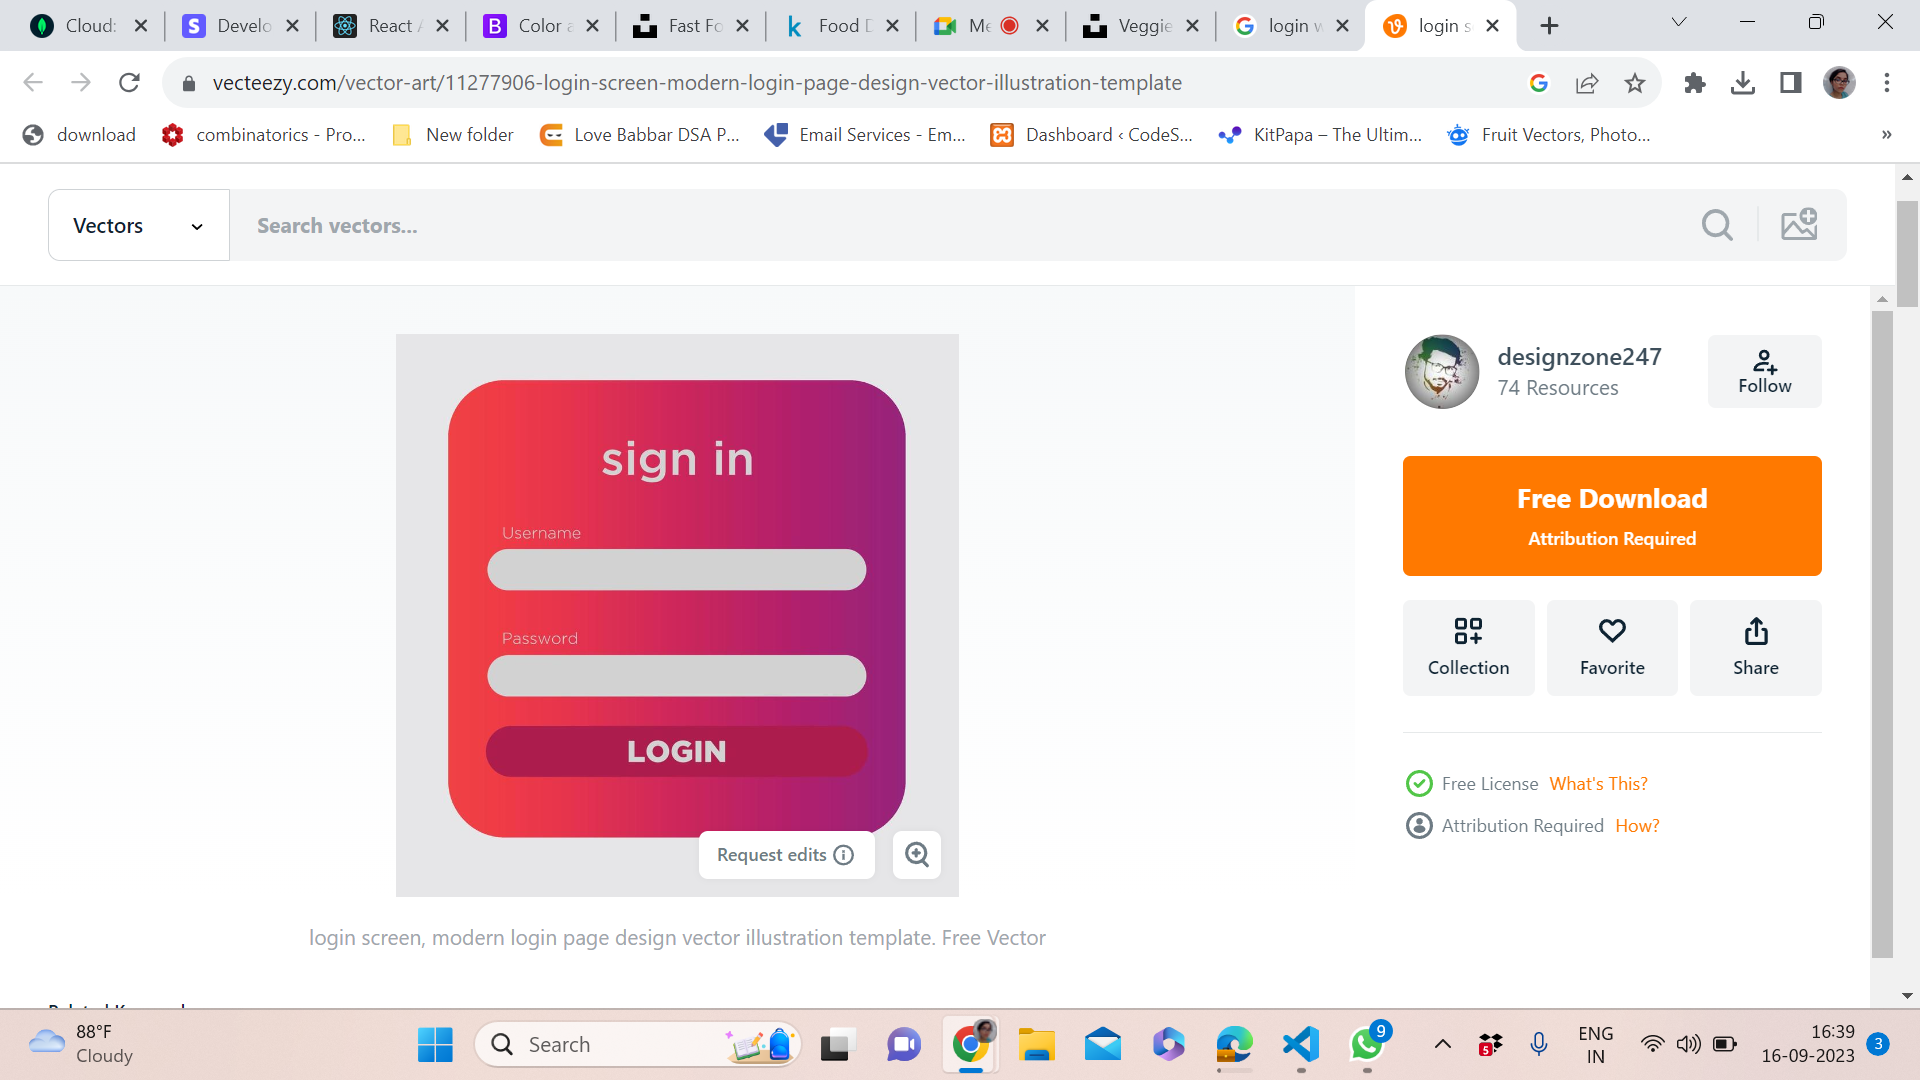 Cloud:
Develo
React A
Color a
Fast Fo
Food D
Me
Veggie
login w
login s
vecteezy.com/vector-art/11277906-login-screen-modern-login-page-design-vector-illustration-template
download
combinatorics - Pro...
New folder
Love Babbar DSA P...
Email Services - Em...
Dashboard ‹ CodeS...
KitPapa – The Ultim...
Fruit Vectors, Photo...
»
Vectors
Search vectors...
sign in
Username
Password
LOGIN
Request edits
login screen, modern login page design vector illustration template. Free Vector
designzone247
74 Resources
Follow
Free Download
Attribution Required
Collection
Favorite
Share
Free License What's This?
Attribution Required How?
88°F
Cloudy
Search
9
5
ENG
IN
16:39
16-09-2023
3